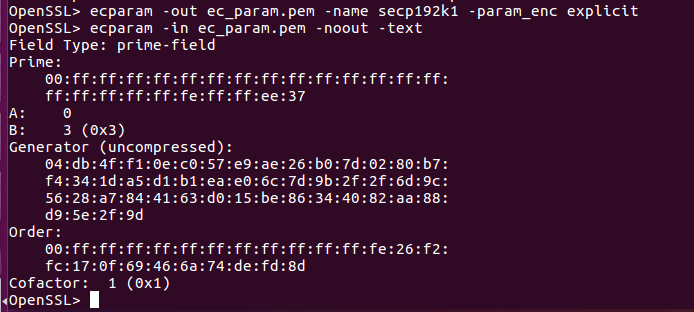 OpenSSL> ecparam -out ec_param.pem -name secp192k1 -param_enc explicit
OpenSSL> ecparam -in ec_param.pem -noout -text
Field Type: prime-field
Prime:
    00:ff:ff:ff:ff:ff:ff:ff:ff:ff:ff:ff:ff:ff:ff:
    ff:ff:ff:ff:ff:fe:ff:ff:ee:37
A:    0
B:    3 (0x3)
Generator (uncompressed):
    04:db:4f:f1:0e:c0:57:e9:ae:26:b0:7d:02:80:b7:
    f4:34:1d:a5:d1:b1:ea:e0:6c:7d:9b:2f:2f:6d:9c:
    56:28:a7:84:41:63:d0:15:be:86:34:40:82:aa:88:
    d9:5e:2f:9d
Order:
    00:ff:ff:ff:ff:ff:ff:ff:ff:ff:ff:ff:fe:26:f2:
    fc:17:0f:69:46:6a:74:de:fd:8d
Cofactor:  1 (0x1)
OpenSSL>